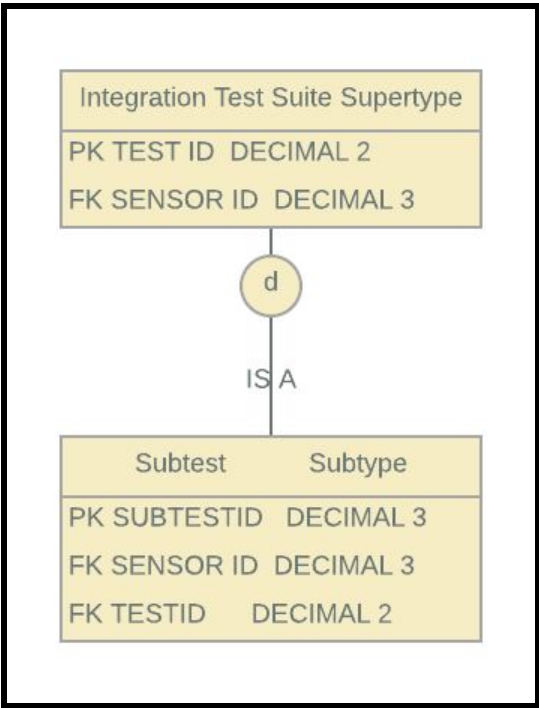 Integration Test Suite Supertype
PK TEST ID DECIMAL 2
FK SENSOR ID DECIMAL 3
d
IS A
Subtest Subtype
PK SUBTESTID DECIMAL 3
FK SENSOR ID DECIMAL 3
FK TESTID DECIMAL 2